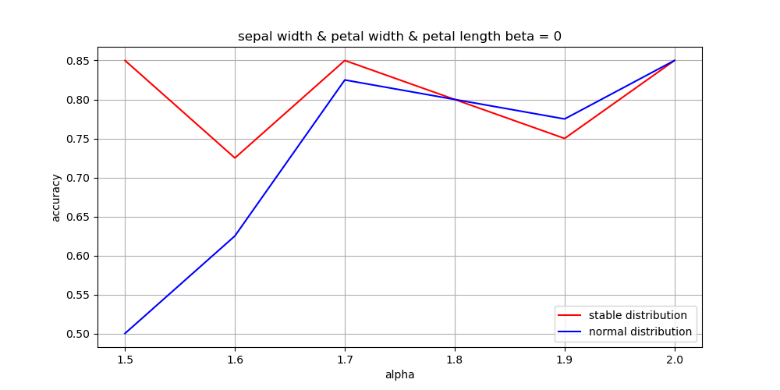 sepal width & petal width & petal length beta = 0
accuracy
0.85
0.80
0.75
0.70
0.65
0.60
0.55
0.50
stable distribution
normal distribution
1.5 1.6 1.7 1.8 1.9 2.0
alpha